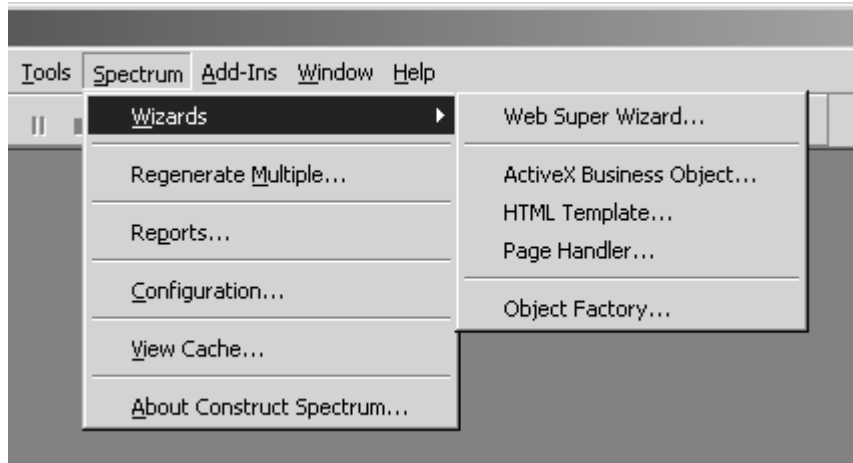 Tools Spectrum Add-Ins Window Help
Wizards
Regenerate Multiple...
Reports...
Configuration...
View Cache...
About Construct Spectrum...
Web Super Wizard...
ActiveX Business Object...
HTML Template...
Page Handler...
Object Factory...